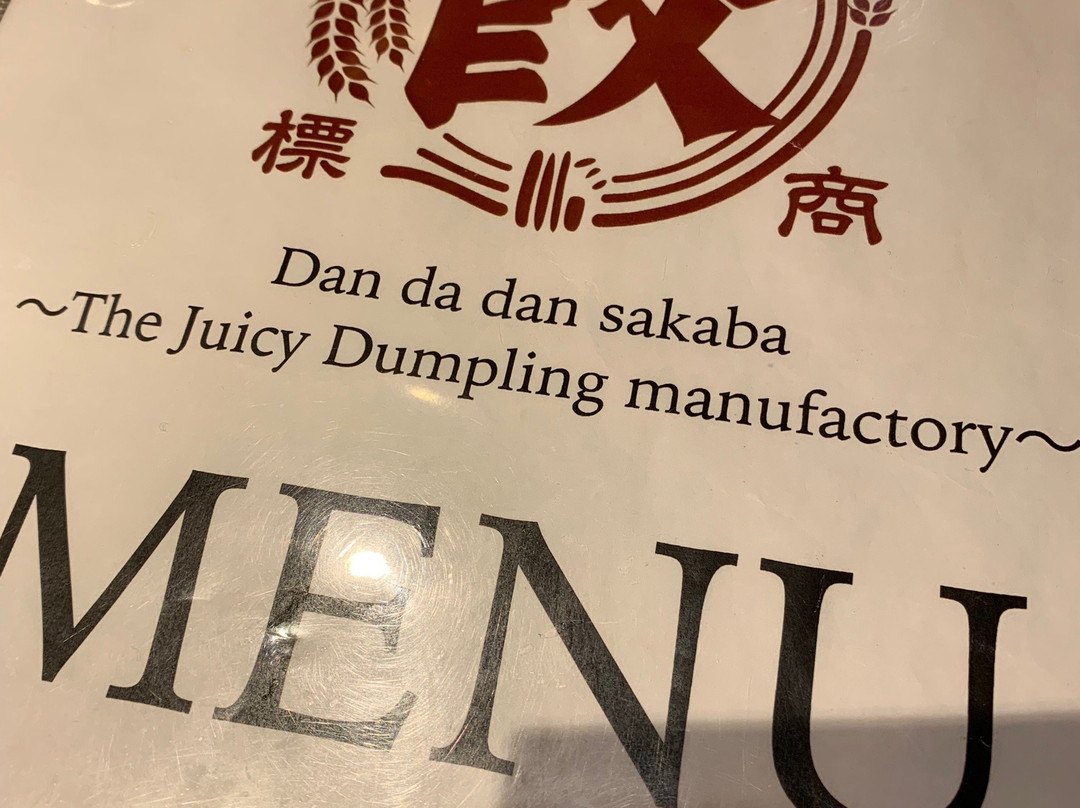 標 商
Dan da dan sakaba
～The Juicy Dumpling manufactory～
MENU